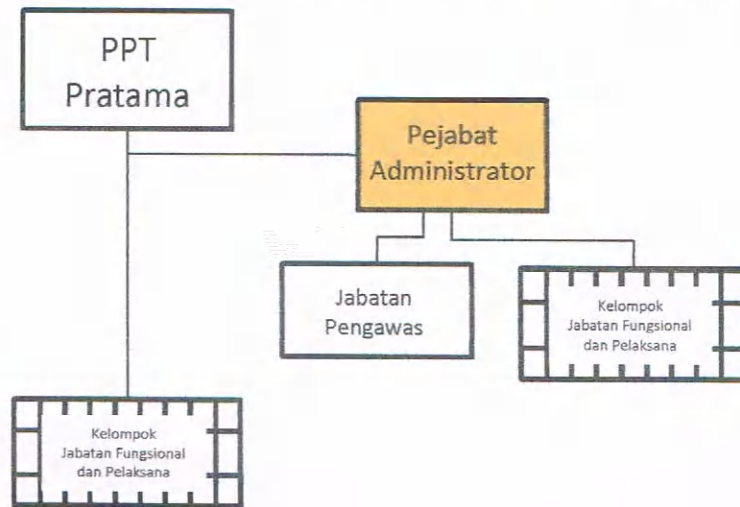 PPT
Pratama
Pejabat
Administrator
Jabatan
Pengawas
Kelompok
Jabatan Fungsional
dan Pelaksana
Kelompok
Jabatan Fungsional
dan Pelaksana